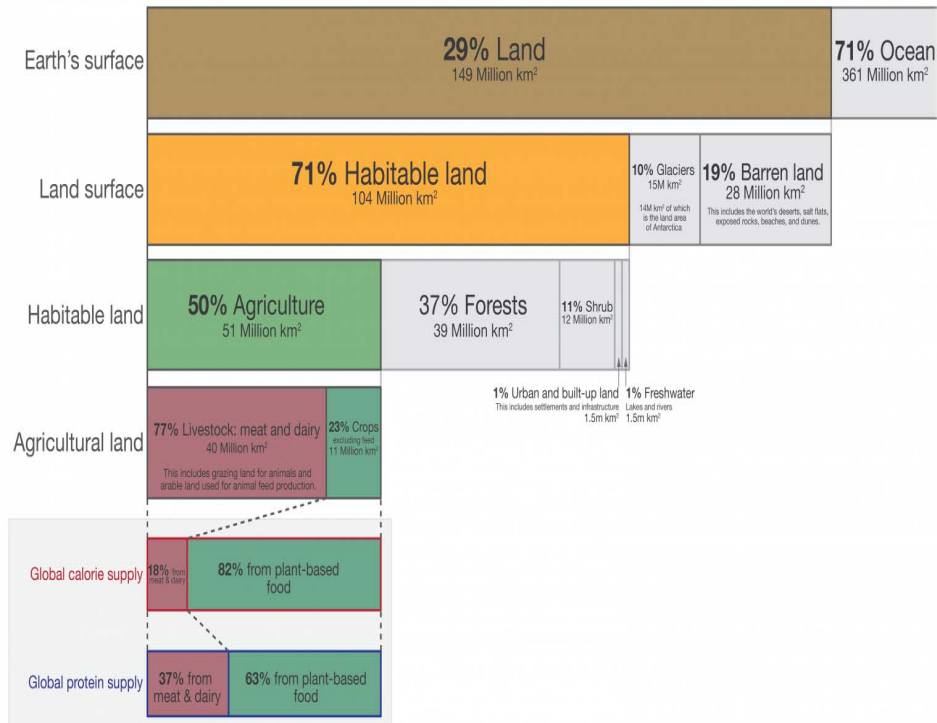 Earth's surface
29% Land
149 Million km²
71% Ocean
361 Million km²
Land surface
71% Habitable land
104 Million km²
10% Glaciers
15M km²
14M km² of which
is the land area
of Antarctica
19% Barren land
28 Million km²
This includes the world's deserts, salt flats,
exposed rocks, beaches, and dunes.
Habitable land
50% Agriculture
51 Million km²
37% Forests
39 Million km²
11% Shrub
12 Million km²
1% Urban and built-up land
This includes settlements and infrastructure
1.5m km²
1% Freshwater
Lakes and rivers
1.5m km²
Agricultural land
77% Livestock: meat and dairy
40 Million km²
This includes grazing land for animals and
arable land used for animal feed production.
23% Crops
excluding feed
11 Million km²
Global calorie supply
18% from
meat & dairy
82% from plant-based
food
Global protein supply
37% from
meat & dairy
63% from plant-based
food